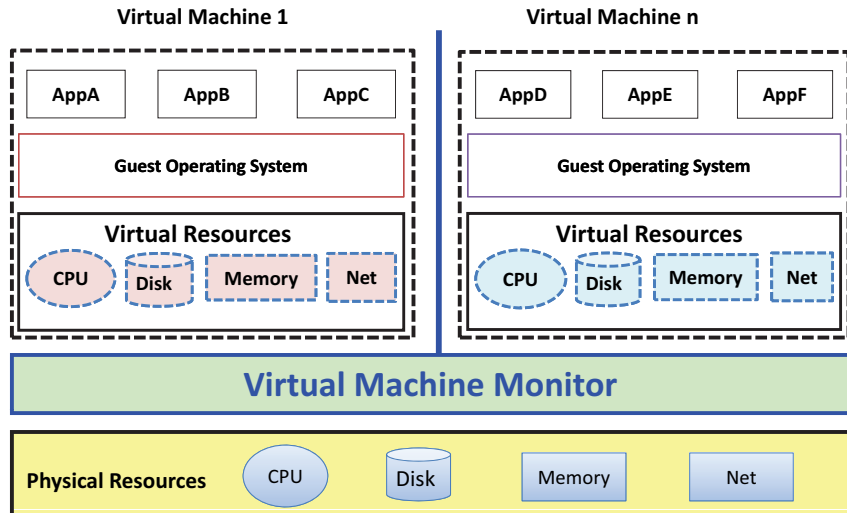 Virtual Machine 1
Virtual Machine n
AppA
AppB
AppC
AppD
AppE
AppF
Guest Operating System
Guest Operating System
Virtual Resources
CPU
Disk
Memory
Net
Virtual Resources
CPU
Disk
Memory
Net
Virtual Machine Monitor
Physical Resources
CPU
Disk
Memory
Net